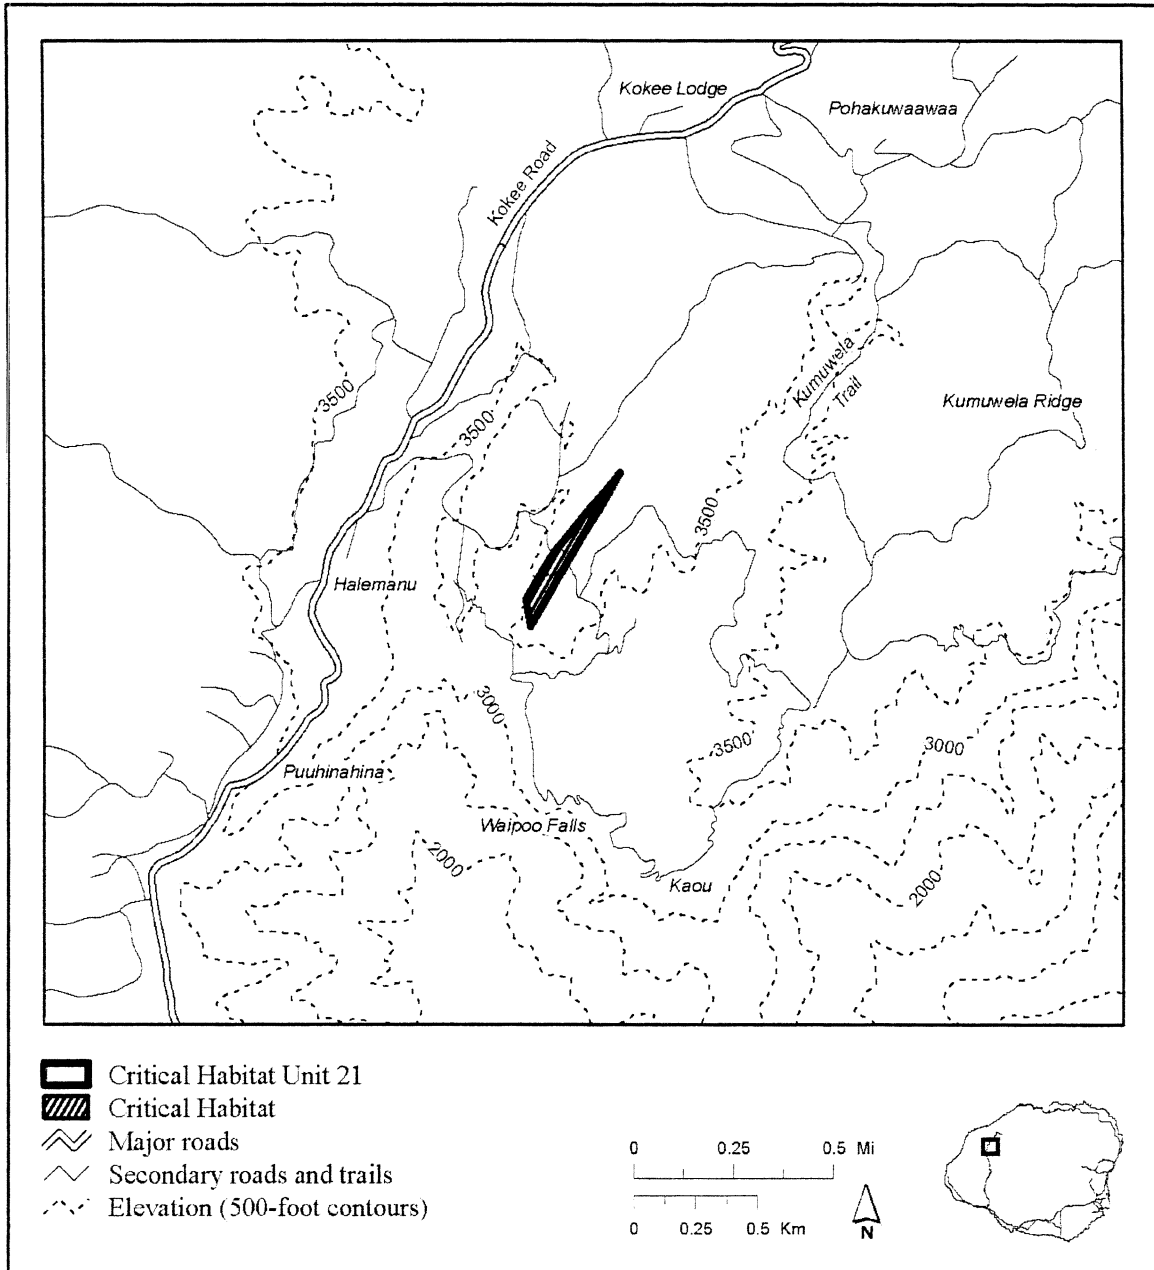 Kokee Lodge
Pohakuwaawaa
Kokee Road
Kumuwela
Trail
3500
Kumuwela Ridge
3500
3500
Halemanu
3000
3500
3000
Puuhinahina
Waipoo Falls
2000
Kaou
2000
Critical Habitat Unit 21
Critical Habitat
Major roads
Secondary roads and trails
Elevation (500-foot contours)
0 0.25 0.5 Mi
0 0.25 0.5 Km
N